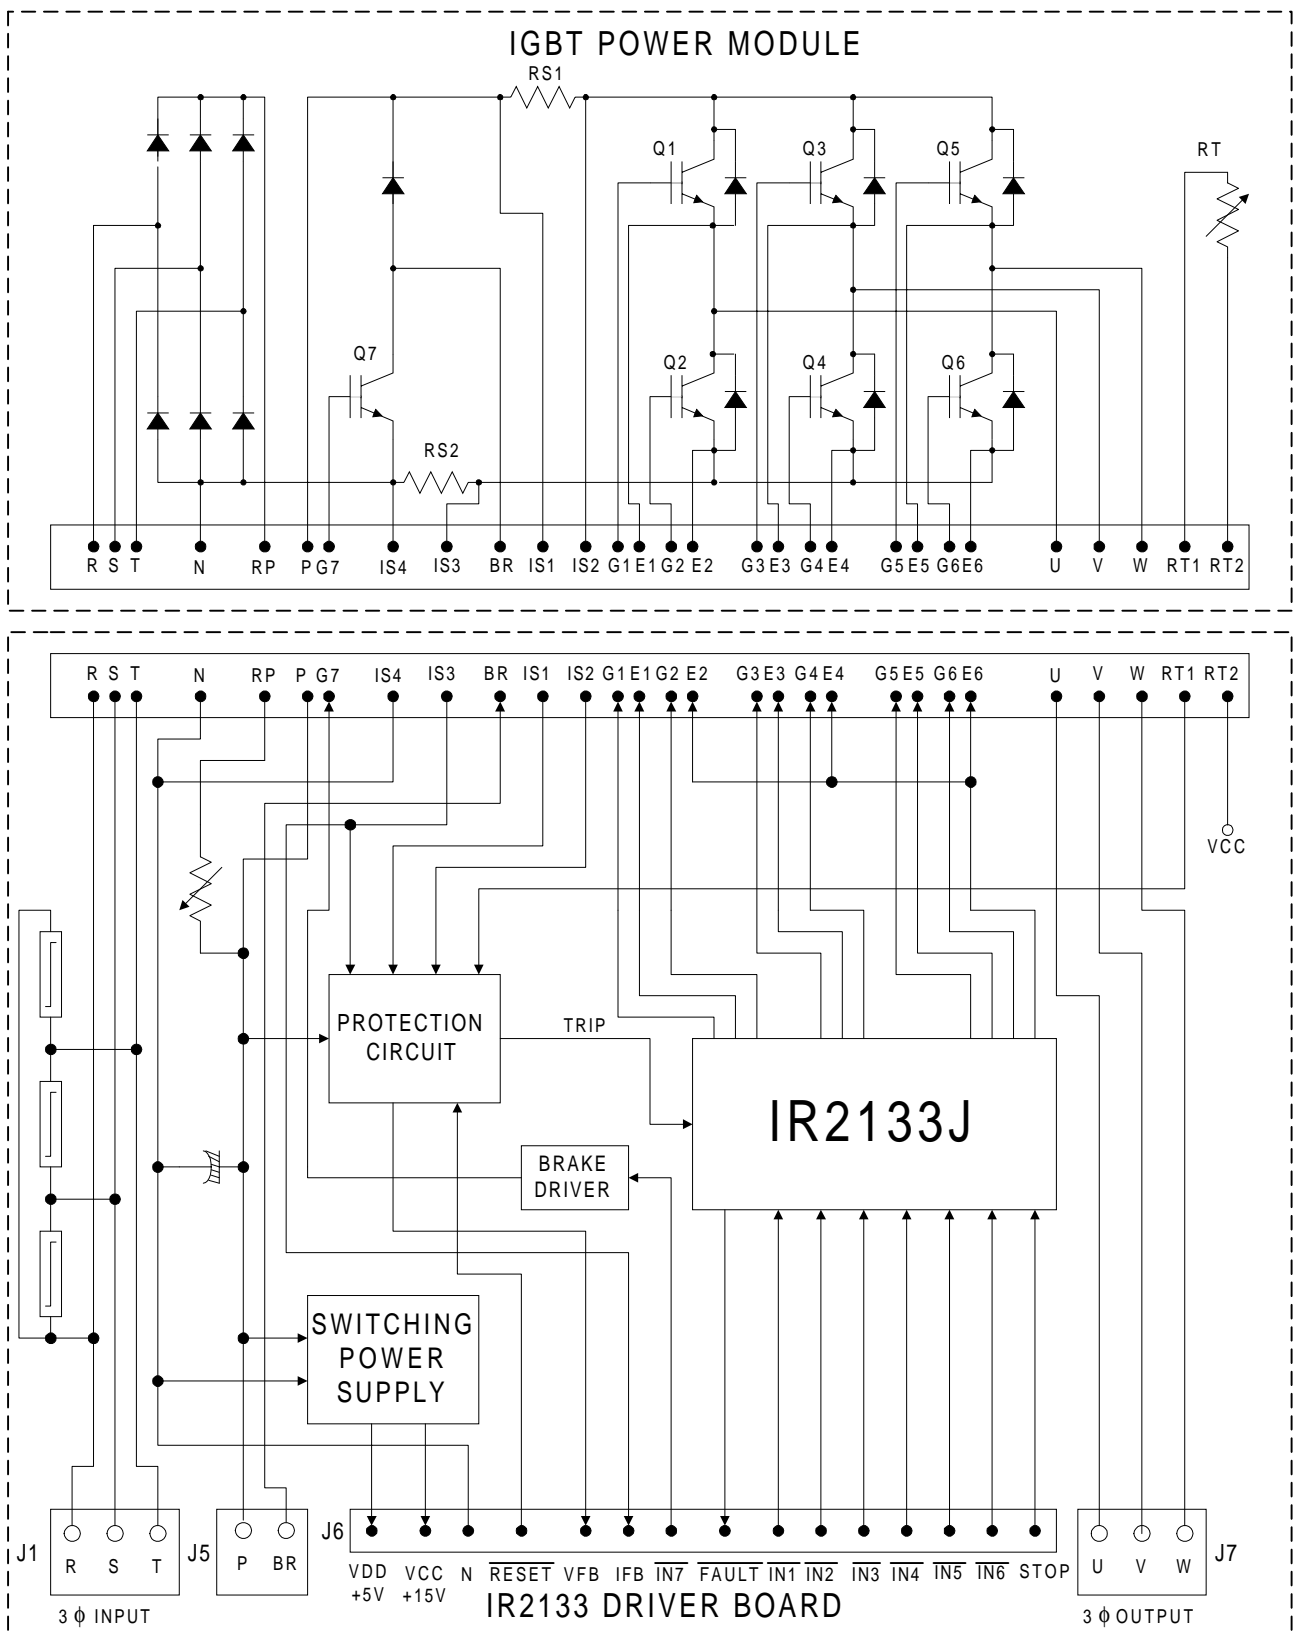 IGBT POWER MODULE
RS1
Q1 Q3 Q5 RT
Q7 Q2 Q4 Q6
RS2
R S T N RP P G7 IS4 IS3 BR IS1 IS2 G1 E1 G2 E2 G3 E3 G4 E4 G5 E5 G6 E6 U V W RT1 RT2
R S T N RP P G7 IS4 IS3 BR IS1 IS2 G1 E1 G2 E2 G3 E3 G4 E4 G5 E5 G6 E6 U V W RT1 RT2
VCC
PROTECTION
CIRCUIT
TRIP
IR2133J
BRAKE
DRIVER
SWITCHING
POWER
SUPPLY
J1 R S T J5 P BR J6 J7 U V W
VDD VCC N RESET VFB IFB IN7 FAULT IN1 IN2 IN3 IN4 IN5 IN6 STOP
+5V +15V
3 ϕ INPUT
IR2133 DRIVER BOARD
3 ϕ OUTPUT